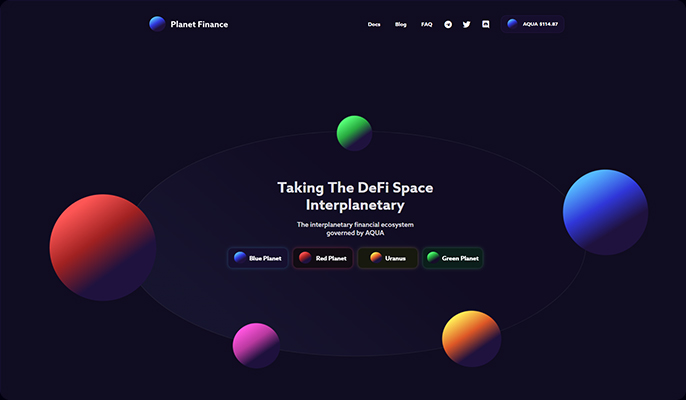 Planet Finance
Docs
Blog
FAQ
AQUA $114.87
Taking The DeFi Space
Interplanetary
The interplanetary financial ecosystem
governed by AQUA
Blue Planet
Red Planet
Uranus
Green Planet